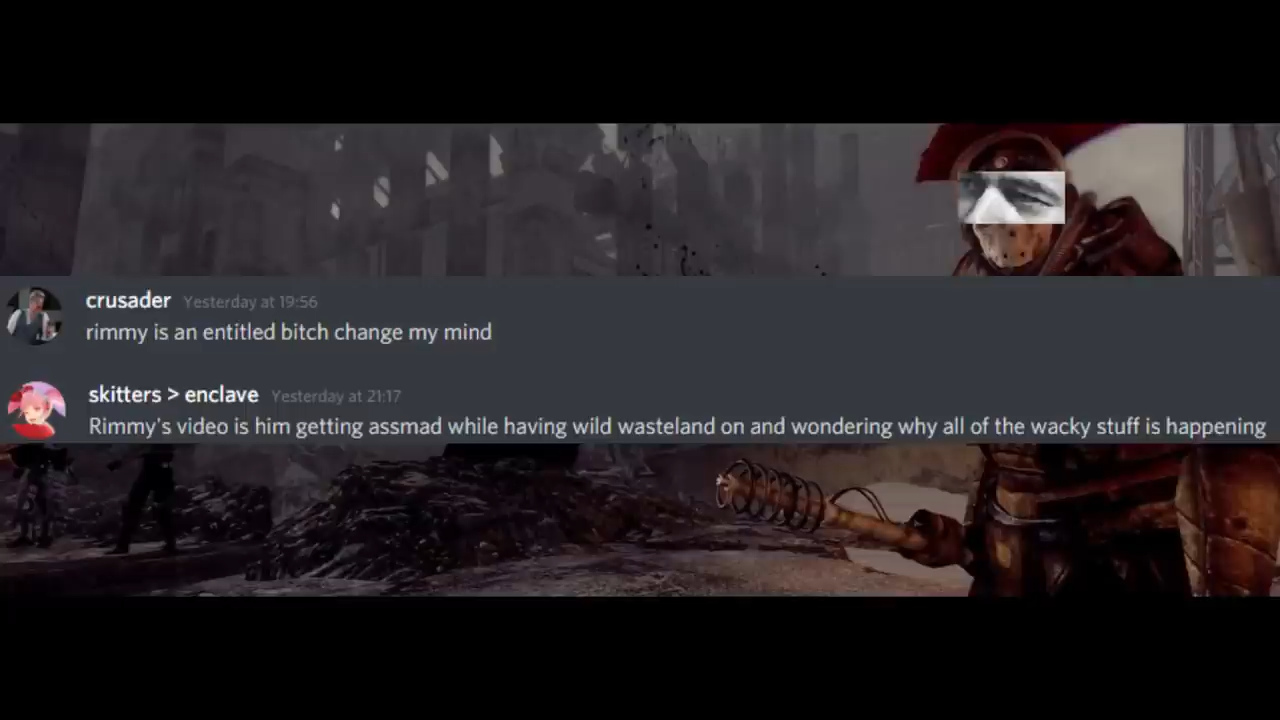 crusader Yesterday at 19:56
rimmy is an entitled bitch change my mind
skitters > enclave Yesterday at 21:17
Rimmy's video is him getting assmad while having wild wasteland on and wondering why all of the wacky stuff is happening